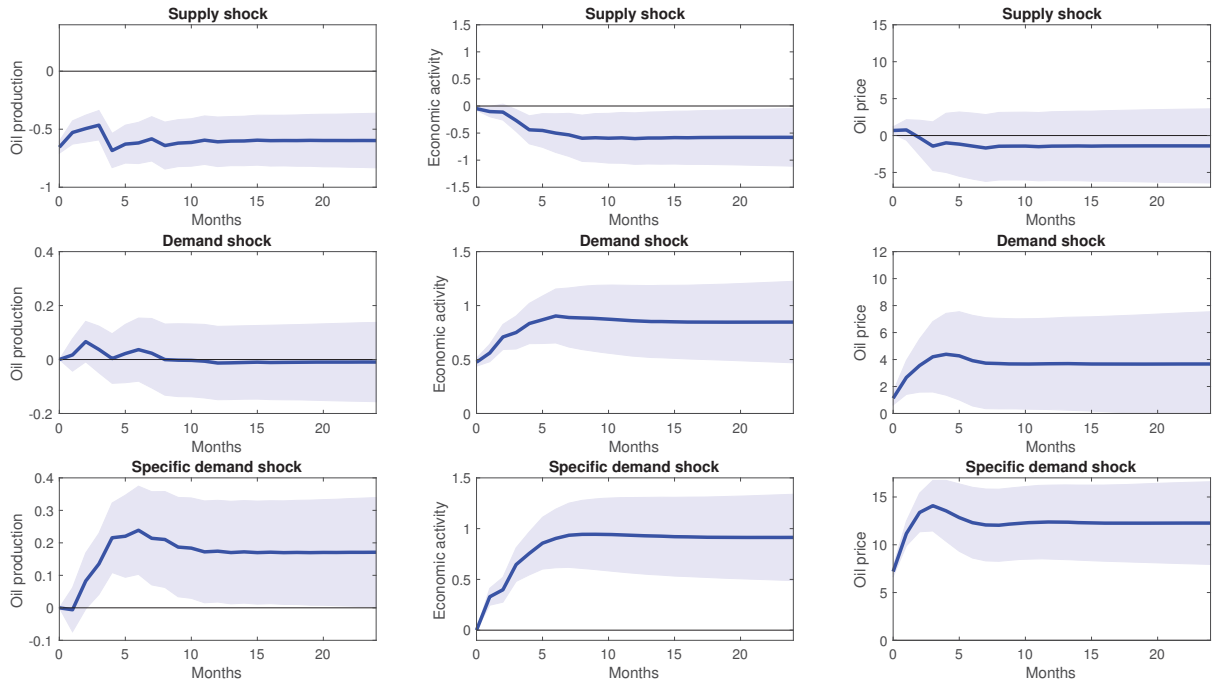 Supply shock
Oil production
0
-0.5
-1
0 5 10 15 20
Months
Supply shock
Economic activity
1.5
1
0.5
0
-0.5
-1
-1.5
0 5 10 15 20
Months
Supply shock
Oil price
15
10
5
0
-5
0 5 10 15 20
Months
Demand shock
Oil production
0.4
0.2
0
-0.2
0 5 10 15 20
Months
Demand shock
Economic activity
1.5
1
0.5
0
0 5 10 15 20
Months
Demand shock
Oil price
12
10
8
6
4
2
0
0 5 10 15 20
Months
Specific demand shock
Oil production
0.4
0.3
0.2
0.1
0
-0.1
0 5 10 15 20
Months
Specific demand shock
Economic activity
1.5
1
0.5
0
0 5 10 15 20
Months
Specific demand shock
Oil price
15
10
5
0
0 5 10 15 20
Months